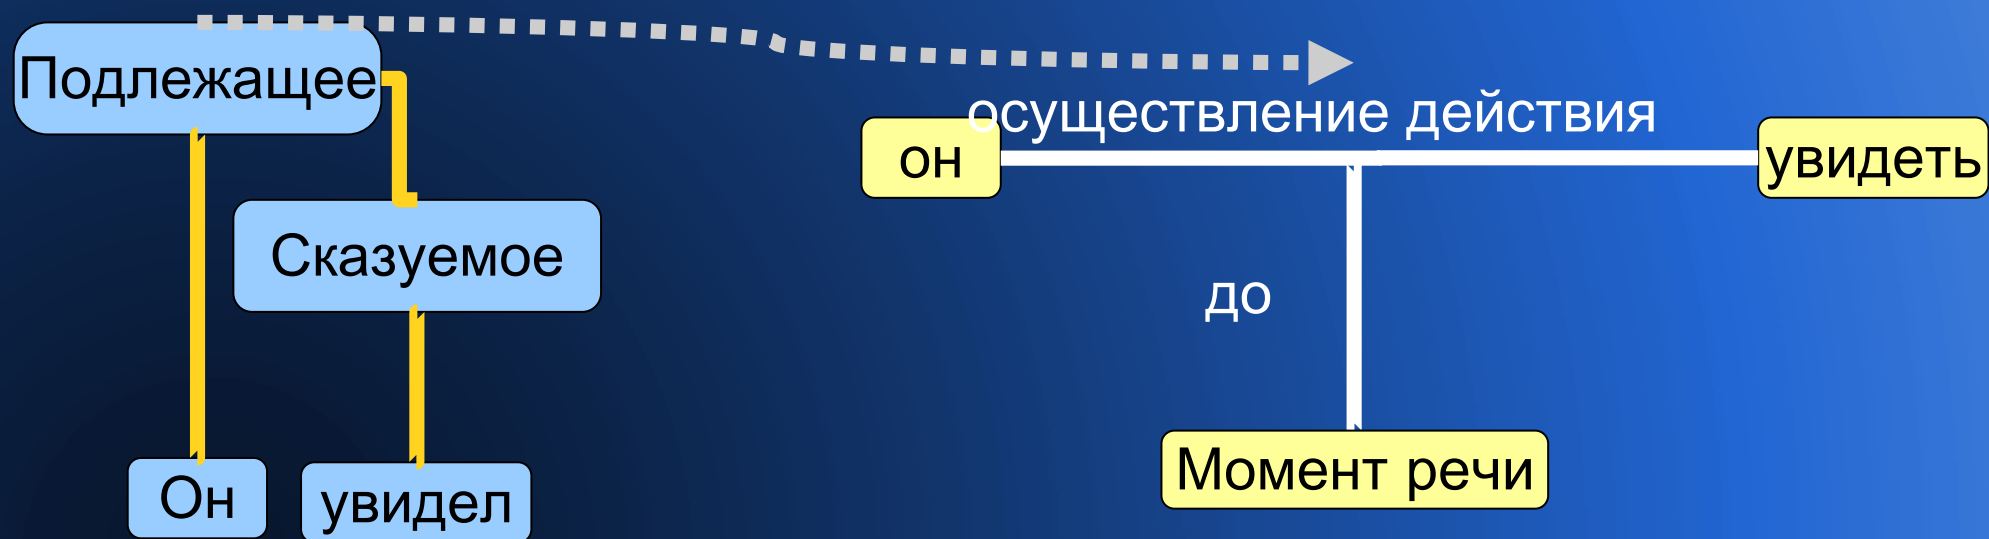 Подлежащее
Сказуемое
Он
увидел
осуществление действия
он
увидеть
до
Момент речи